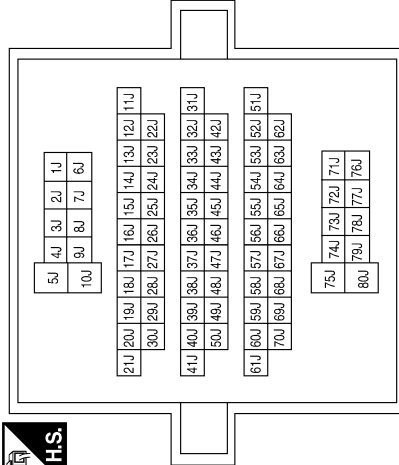 H.S.
5J 4J 3J 2J 1J
10J 9J 8J 7J 6J
21J 20J 19J 18J 17J 16J 15J 14J 13J 12J 11J
30J 29J 28J 27J 26J 25J 24J 23J 22J
41J 40J 39J 38J 37J 36J 35J 34J 33J 32J 31J
50J 49J 48J 47J 46J 45J 44J 43J 42J
61J 60J 59J 58J 57J 56J 55J 54J 53J 52J 51J
70J 69J 68J 67J 66J 65J 64J 63J 62J
75J 74J 73J 72J 71J
80J 79J 78J 77J 76J